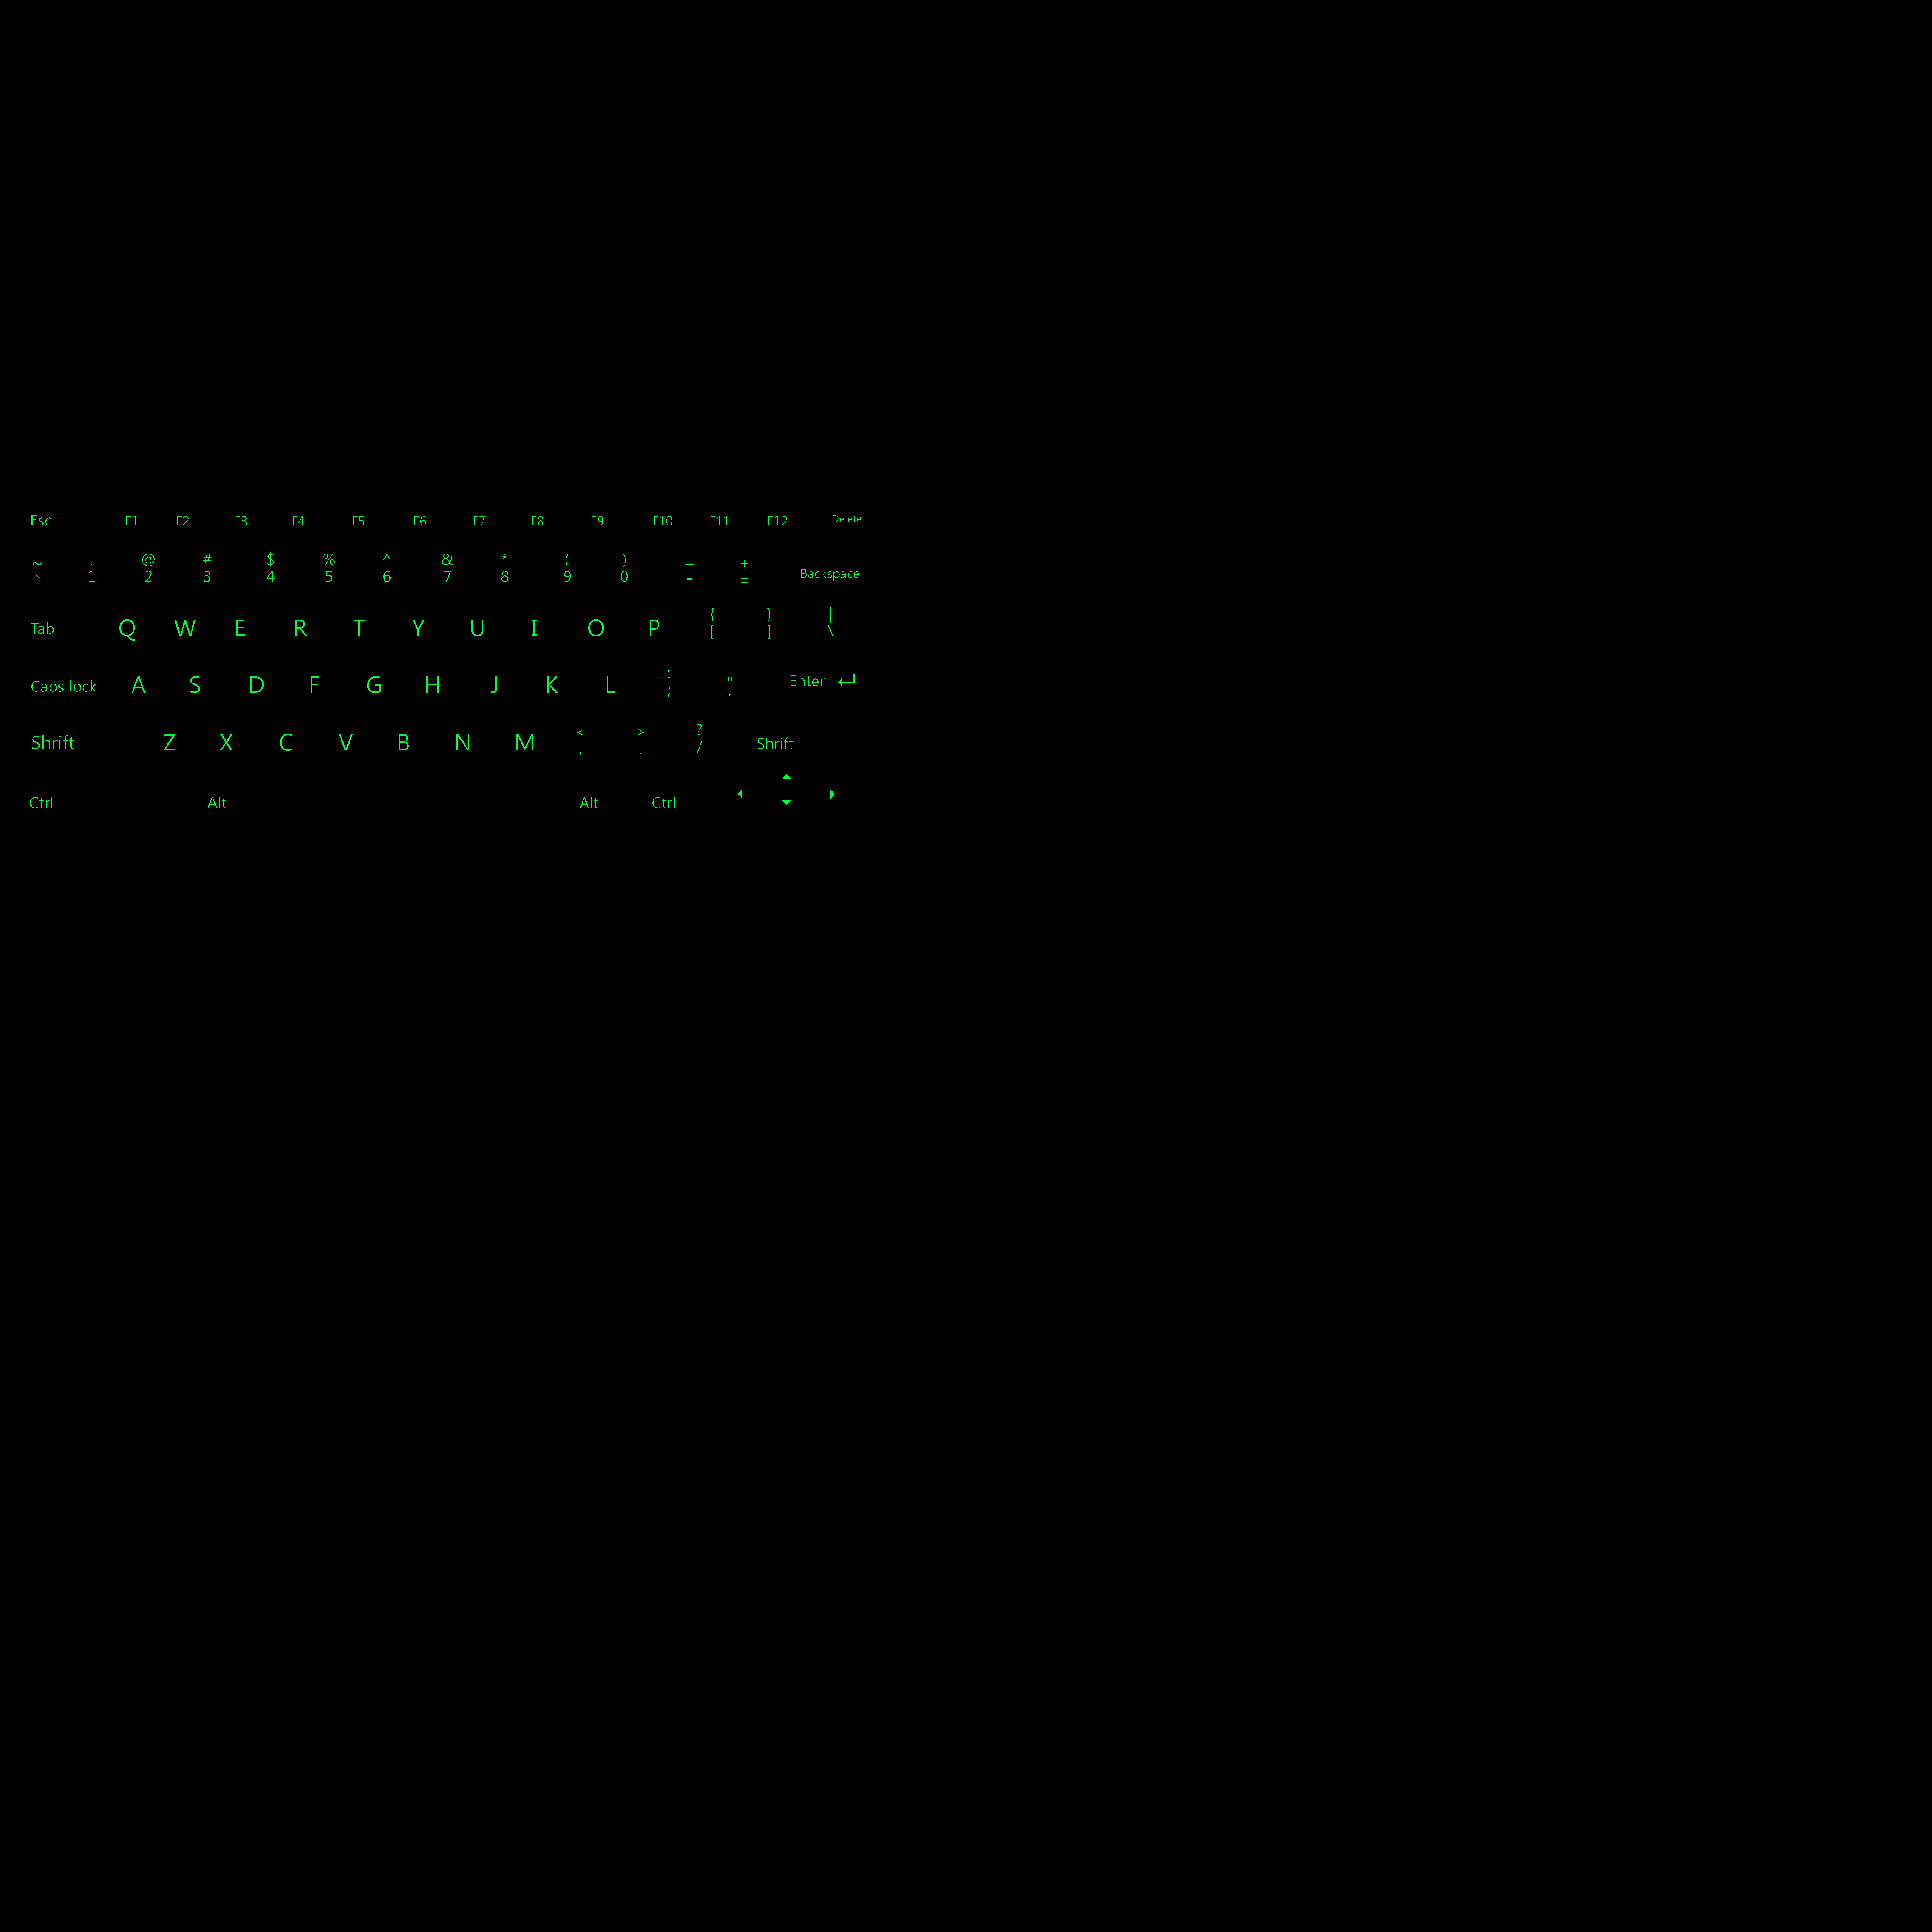 Esc F1 F2 F3 F4 F5 F6 F7 F8 F9 F10 F11 F12 Delete
~ ! @ # $ % ^ & * ( ) _ +
` 1 2 3 4 5 6 7 8 9 0 - = Backspace
{ } |
Tab Q W E R T Y U I O P [ ] \
: "
Caps lock A S D F G H J K L ; ' Enter
< > ?
Shrift Z X C V B N M , . / Shrift
Ctrl Alt Alt Ctrl